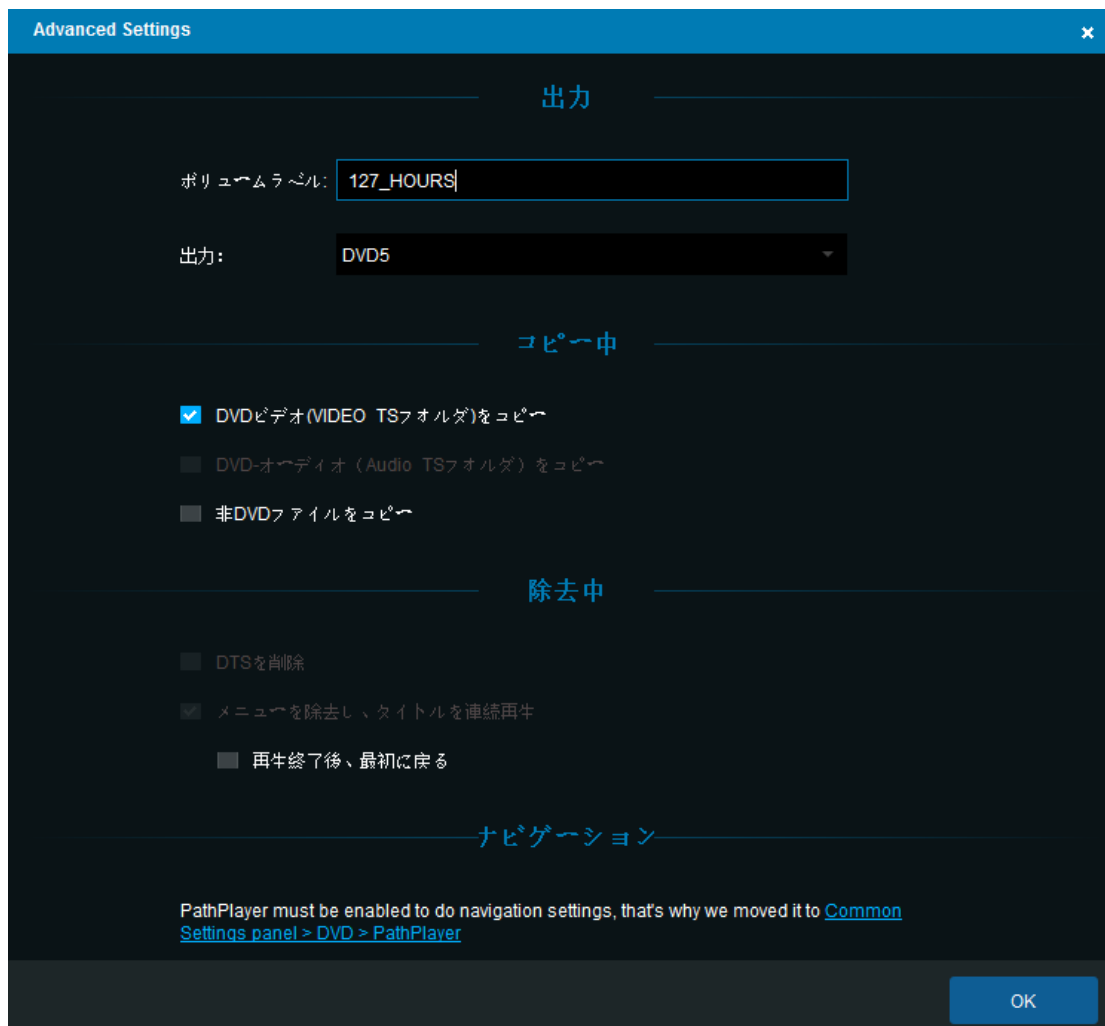 Advanced Settings
出力
ボリュームラベル: 127_HOURS
出力: DVD5
コピー中
DVDビデオ(VIDEO TSフォルダ)をコピー
DVD-オーディオ（Audio TSフォルダ）をコピー
非DVDファイルをコピー
除去中
DTSを削除
メニューを除去し、タイトルを連続再生
再生終了後、最初に戻る
ナビゲーション
PathPlayer must be enabled to do navigation settings, that's why we moved it to Common
Settings panel > DVD > PathPlayer
OK